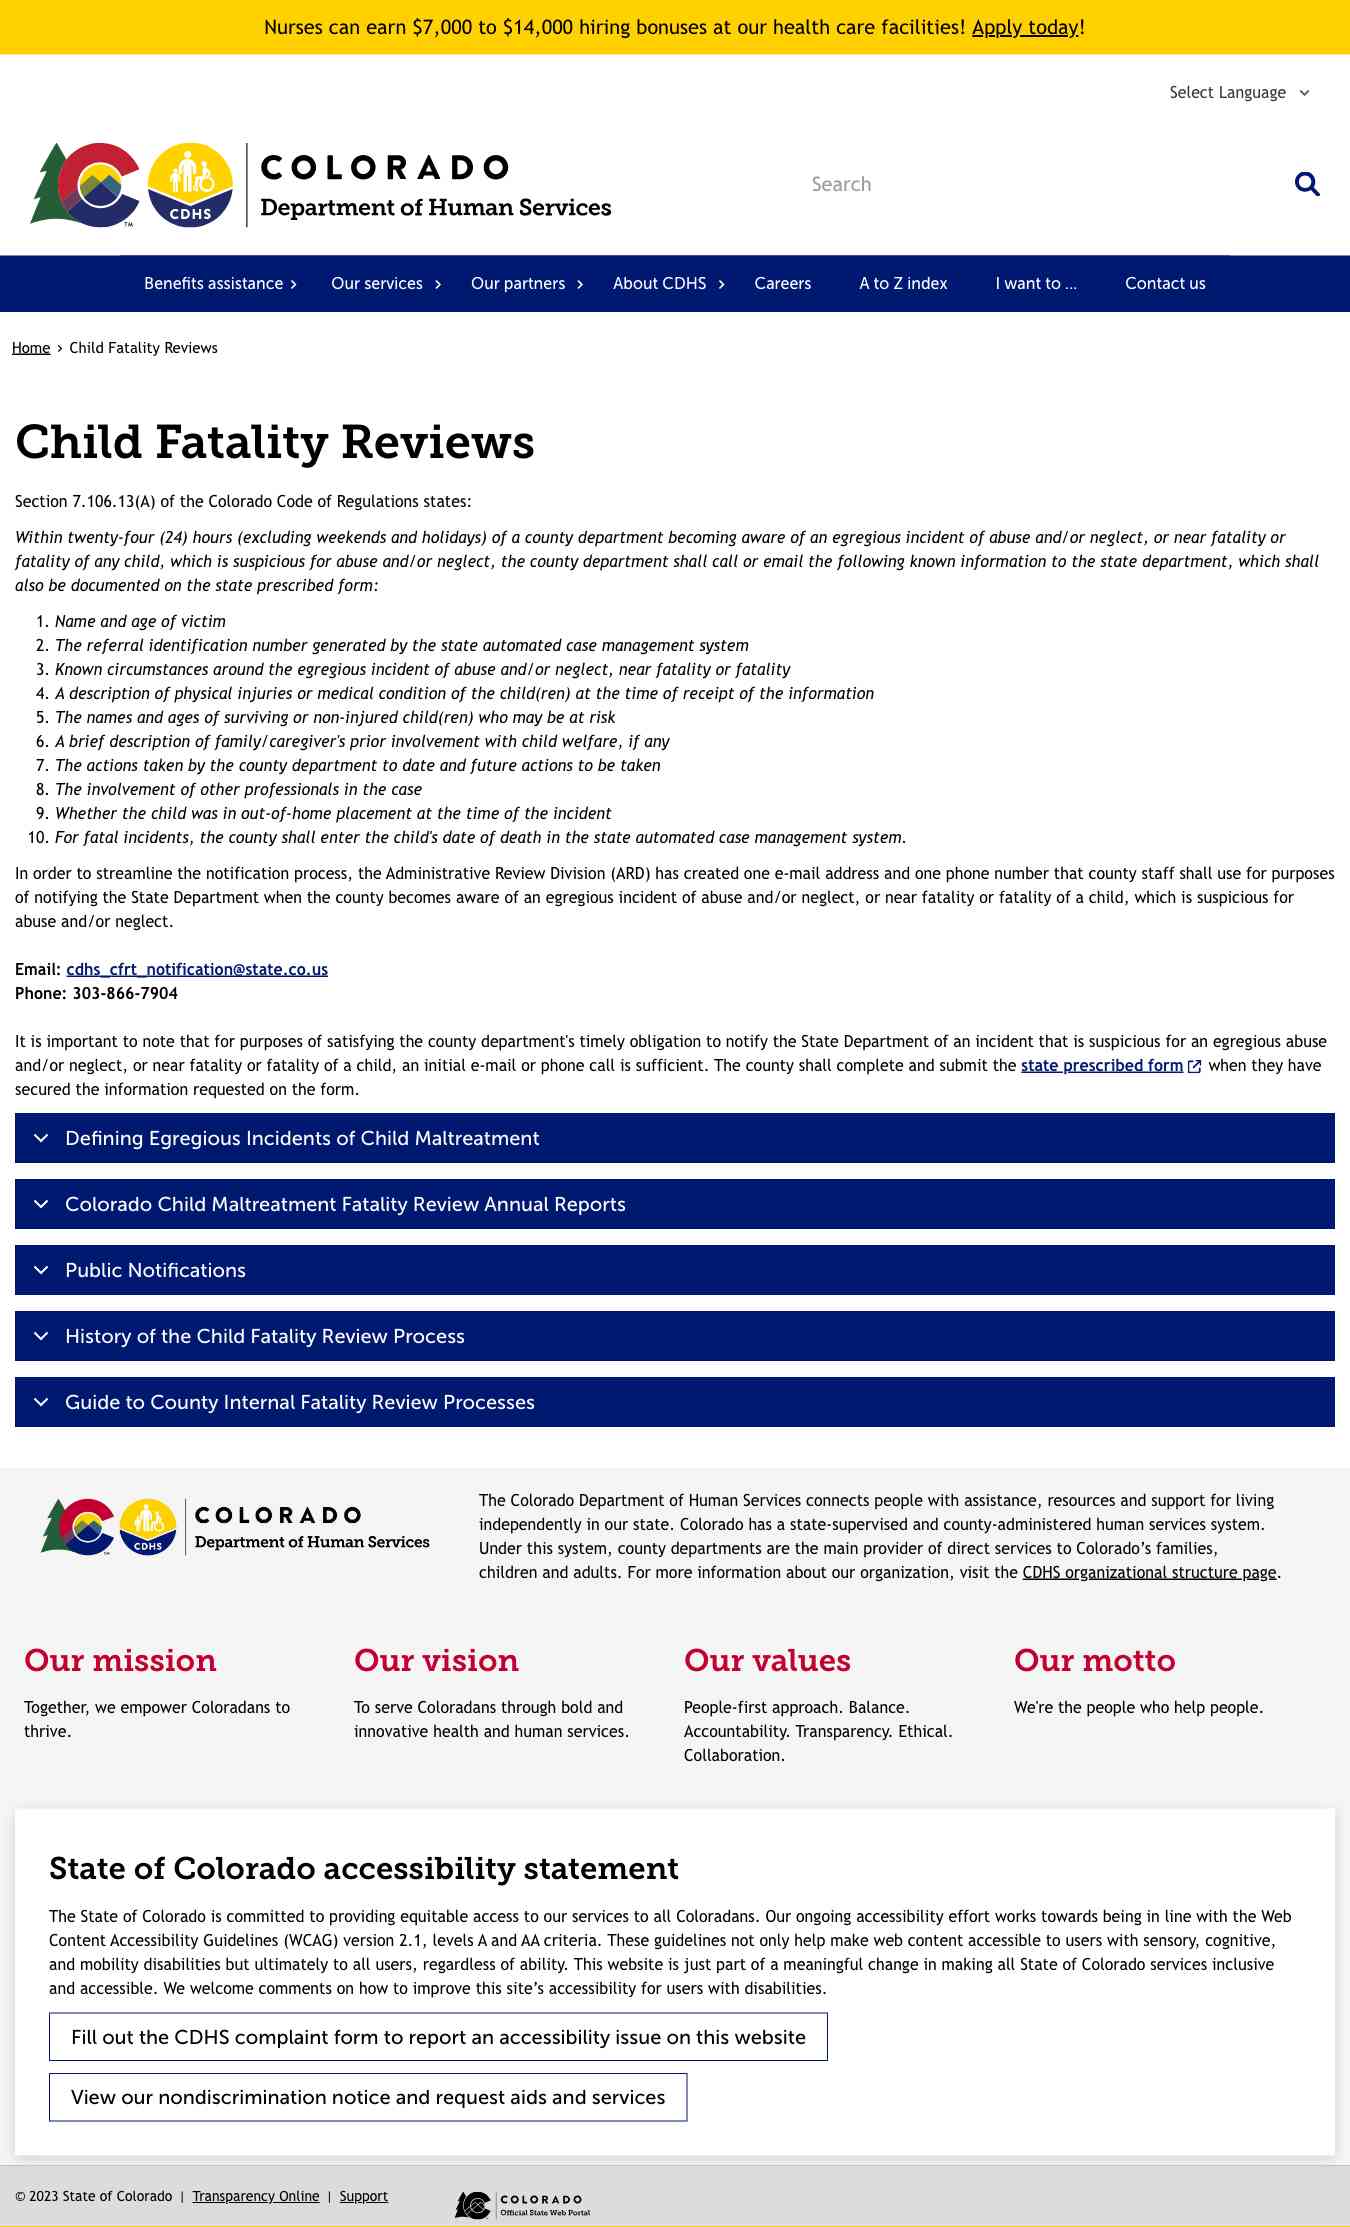 Nurses can earn $7,000 to $14,000 hiring bonuses at our health care facilities! Apply today!
Select Language
COLORADO
CDHS
TM
Department of Human Services
Search
Benefits assistance › Our services › Our partners › About CDHS › Careers A to Z index I want to ... Contact us
Home › Child Fatality Reviews
Child Fatality Reviews
Section 7.106.13(A) of the Colorado Code of Regulations states:
Within twenty-four (24) hours (excluding weekends and holidays) of a county department becoming aware of an egregious incident of abuse and/or neglect, or near fatality or
fatality of any child, which is suspicious for abuse and/or neglect, the county department shall call or email the following known information to the state department, which shall
also be documented on the state prescribed form:
1. Name and age of victim
2. The referral identification number generated by the state automated case management system
3. Known circumstances around the egregious incident of abuse and/or neglect, near fatality or fatality
4. A description of physical injuries or medical condition of the child(ren) at the time of receipt of the information
5. The names and ages of surviving or non-injured child(ren) who may be at risk
6. A brief description of family/caregiver's prior involvement with child welfare, if any
7. The actions taken by the county department to date and future actions to be taken
8. The involvement of other professionals in the case
9. Whether the child was in out-of-home placement at the time of the incident
10. For fatal incidents, the county shall enter the child's date of death in the state automated case management system.
In order to streamline the notification process, the Administrative Review Division (ARD) has created one e-mail address and one phone number that county staff shall use for purposes
of notifying the State Department when the county becomes aware of an egregious incident of abuse and/or neglect, or near fatality or fatality of a child, which is suspicious for
abuse and/or neglect.
Email: cdhs_cfrt_notification@state.co.us
Phone: 303-866-7904
It is important to note that for purposes of satisfying the county department's timely obligation to notify the State Department of an incident that is suspicious for an egregious abuse
and/or neglect, or near fatality or fatality of a child, an initial e-mail or phone call is sufficient. The county shall complete and submit the state prescribed form when they have
secured the information requested on the form.
Defining Egregious Incidents of Child Maltreatment
Colorado Child Maltreatment Fatality Review Annual Reports
Public Notifications
History of the Child Fatality Review Process
Guide to County Internal Fatality Review Processes
COLORADO
CDHS
TM
Department of Human Services
The Colorado Department of Human Services connects people with assistance, resources and support for living
independently in our state. Colorado has a state-supervised and county-administered human services system.
Under this system, county departments are the main provider of direct services to Colorado’s families,
children and adults. For more information about our organization, visit the CDHS organizational structure page.
Our mission
Together, we empower Coloradans to
thrive.
Our vision
To serve Coloradans through bold and
innovative health and human services.
Our values
People-first approach. Balance.
Accountability. Transparency. Ethical.
Collaboration.
Our motto
We're the people who help people.
State of Colorado accessibility statement
The State of Colorado is committed to providing equitable access to our services to all Coloradans. Our ongoing accessibility effort works towards being in line with the Web
Content Accessibility Guidelines (WCAG) version 2.1, levels A and AA criteria. These guidelines not only help make web content accessible to users with sensory, cognitive,
and mobility disabilities but ultimately to all users, regardless of ability. This website is just part of a meaningful change in making all State of Colorado services inclusive
and accessible. We welcome comments on how to improve this site’s accessibility for users with disabilities.
Fill out the CDHS complaint form to report an accessibility issue on this website
View our nondiscrimination notice and request aids and services
© 2023 State of Colorado | Transparency Online | Support
COLORADO
Official State Web Portal